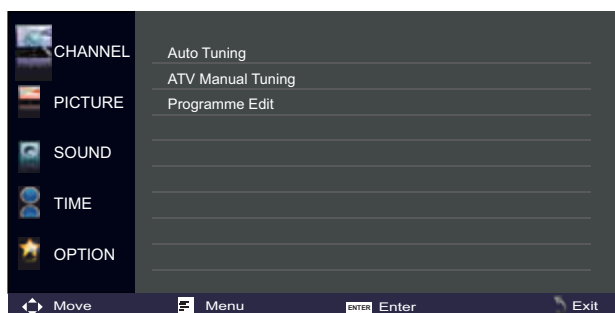 CHANNEL
PICTURE
SOUND
TIME
OPTION
Auto Tuning
ATV Manual Tuning
Programme Edit
Move Menu ENTER Enter Exit